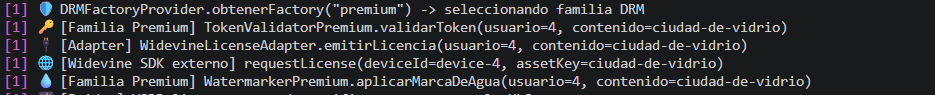 [1] 🛡️ DRMFactoryProvider.obtenerFactory("premium") -> seleccionando familia DRM
[1] 🔑 [Familia Premium] TokenValidatorPremium.validarToken(usuario=4, contenido=ciudad-de-vidrio)
[1] 🔌 [Adapter] WidevineLicenseAdapter.emitirLicencia(usuario=4, contenido=ciudad-de-vidrio)
[1] 🌐 [Widevine SDK externo] requestLicense(deviceId=device-4, assetKey=ciudad-de-vidrio)
[1] 💧 [Familia Premium] WatermarkerPremium.aplicarMarcaDeAgua(usuario=4, contenido=ciudad-de-vidrio)